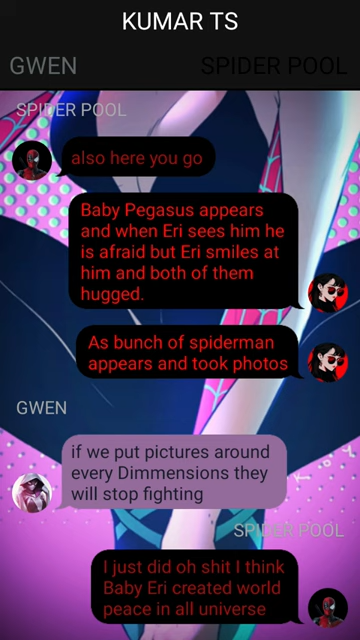 KUMAR TS
GWEN
SPIDER POOL
SPIDER POOL
also here you go
Baby Pegasus appears
and when Eri sees him he
is afraid but Eri smiles at
him and both of them
hugged.
As bunch of spiderman
appears and took photos
GWEN
if we put pictures around
every Dimmensions they
will stop fighting
SPIDER POOL
I just did oh shit I think
Baby Eri created world
peace in all universe